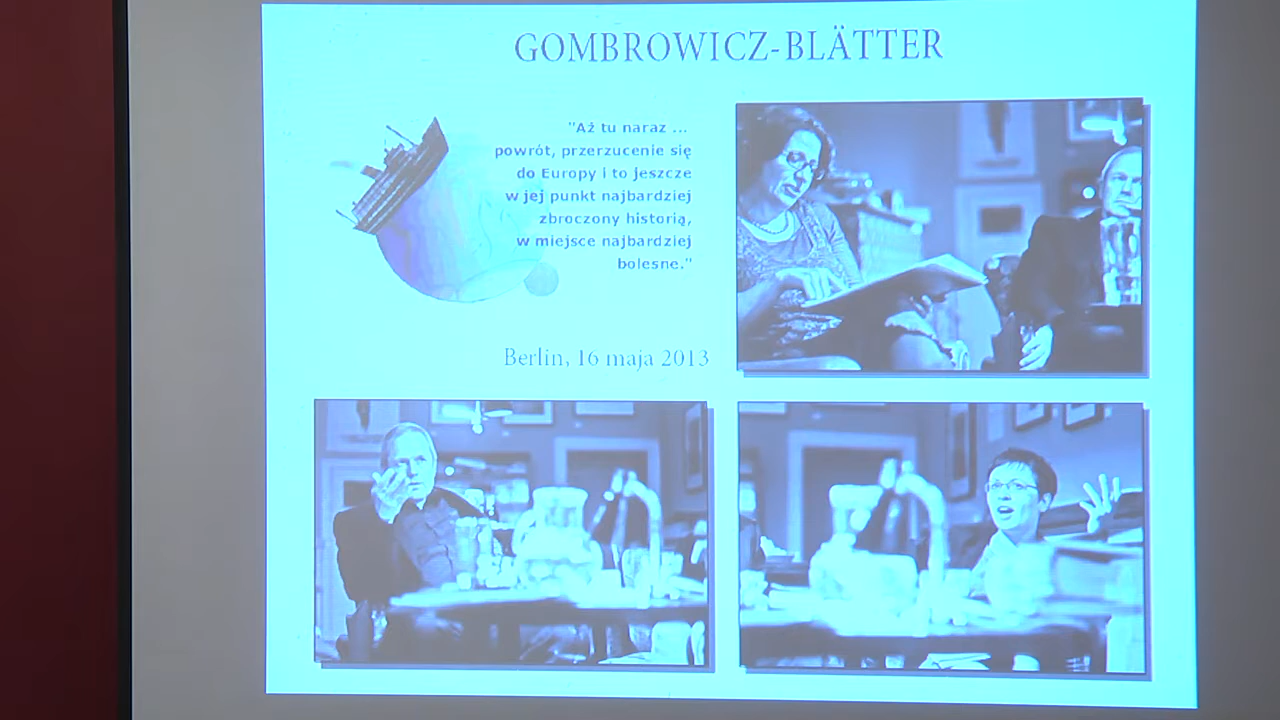 GOMBROWICZ-BLÄTTER
"Aż tu naraz ...
powrót, przerzucenie się
do Europy i to jeszcze
w jej punkt najbardziej
zbroczony historią,
w miejsce najbardziej
bolesne."
Berlin, 16 maja 2013